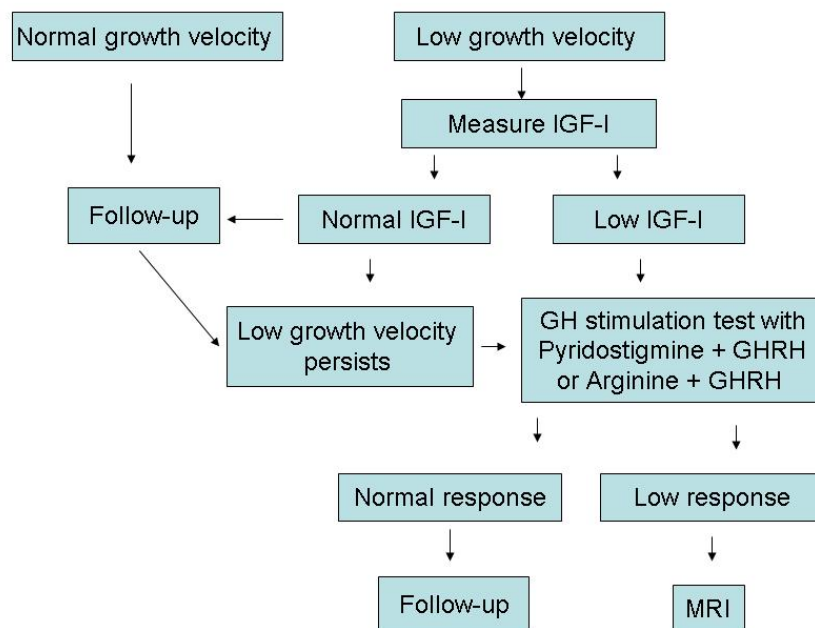 Normal growth velocity
Low growth velocity
Measure IGF-I
Follow-up
Normal IGF-I
Low IGF-I
Low growth velocity
persists
GH stimulation test with
Pyridostigmine + GHRH
or Arginine + GHRH
Normal response
Low response
Follow-up
MRI